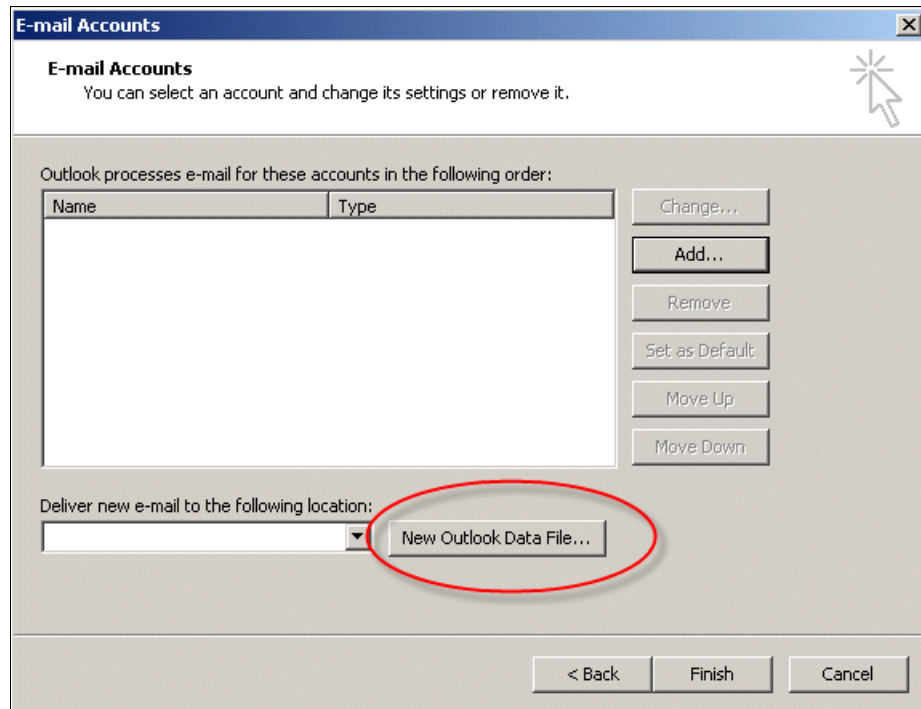 E-mail Accounts
E-mail Accounts
You can select an account and change its settings or remove it.
Outlook processes e-mail for these accounts in the following order:
Name Type
Change...
Add...
Remove
Set as Default
Move Up
Move Down
Deliver new e-mail to the following location:
New Outlook Data File...
< Back Finish Cancel